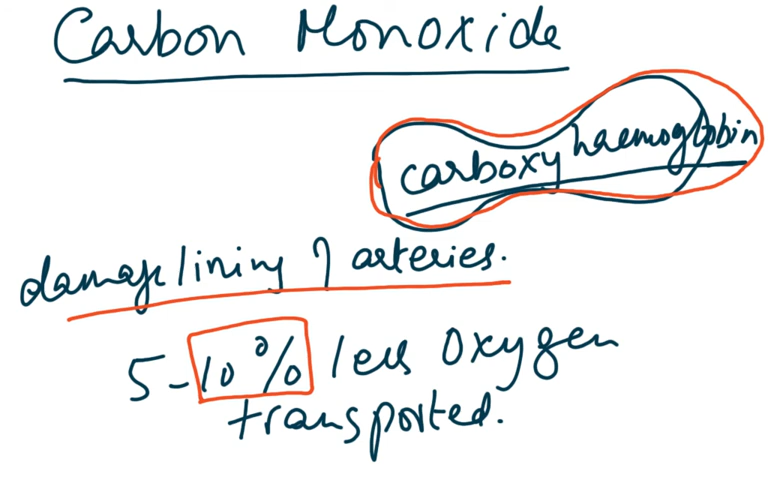 Carbon Monoxide
carboxyhaemoglobin
damage lining of arteries.
5-10% less oxygen
transported.